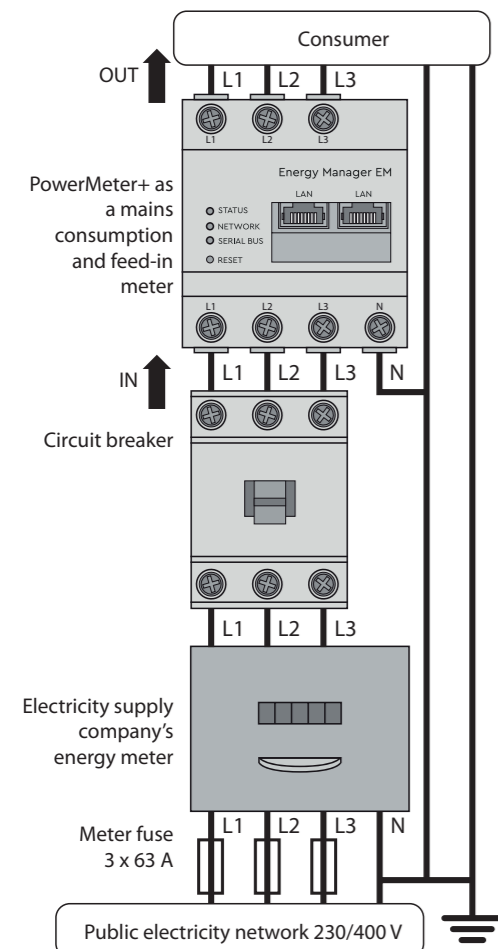 Consumer
OUT
L1 L2 L3
L1 L2 L3
Energy Manager EM
LAN LAN
PowerMeter+ as
a mains
consumption
and feed-in
meter
STATUS
NETWORK
SERIAL BUS
RESET
L1 L2 L3 N
IN
L1 L2 L3 N
Circuit breaker
L1 L2 L3
Electricity supply
company’s
energy meter
L1 L2 L3 N
Meter fuse
3 x 63 A
Public electricity network 230/400 V